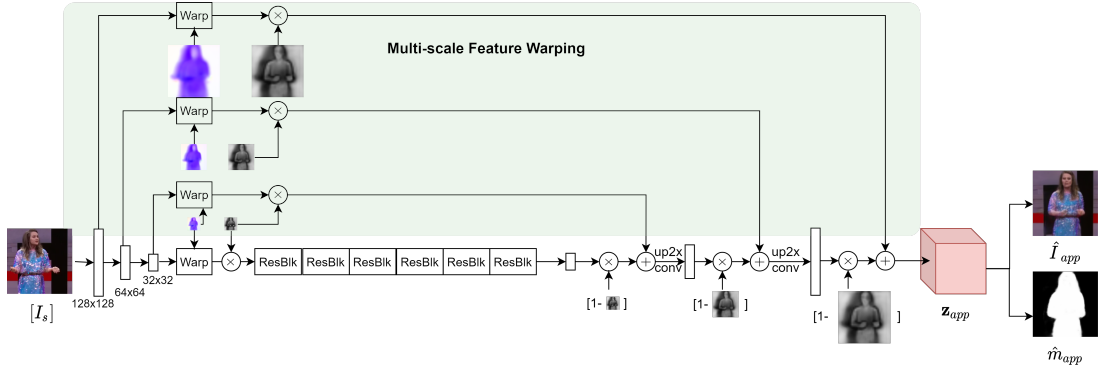 Warp
×
Multi-scale Feature Warping
Warp
×
Warp
×
[I_s]
128x128
64x64
32x32
Warp
×
ResBlk ResBlk ResBlk ResBlk ResBlk ResBlk
×
+
up2x
conv
×
+
up2x
conv
×
+
[1- ]
[1- ]
[1- ]
z_app
Î_app
m̂_app